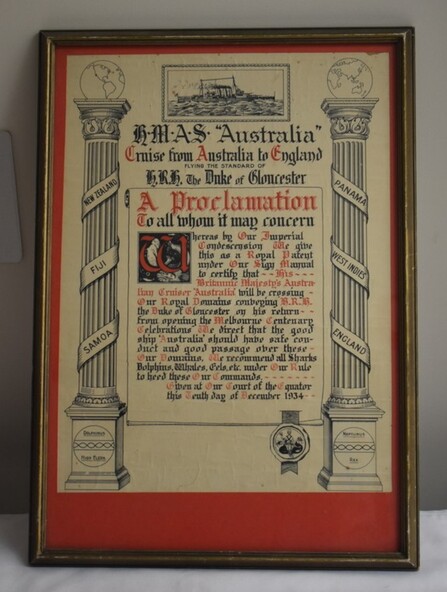 H·M·A·S· "Australia"
Cruise from Australia to England
FLYING THE STANDARD OF
H.R.H. The Duke of Gloucester
A Proclamation
To all whom it may concern
Whereas by Our Imperial
Condescension We give
this as a Royal Patent
under Our Sign Manual
to certify that - - His - -
Britannic Majesty's Austra-
lian Cruiser 'Australia' will be crossing -
Our Royal Domains conveying H.R.H.
the Duke of Gloucester on his return -
from opening the Melbourne Centenary
Celebrations We direct that the good
ship 'Australia' should have safe con-
duct and good passage over these -
Our Domains. We recommend all Sharks
Dolphins, Whales, Eels, etc. under Our Rule
to heed these Our Commands. - - - - - - - -
Given at Our Court of the Equator
this Tenth day of December 1934 - -
NEW ZEALAND
FIJI
SAMOA
PANAMA
WEST INDIES
ENGLAND